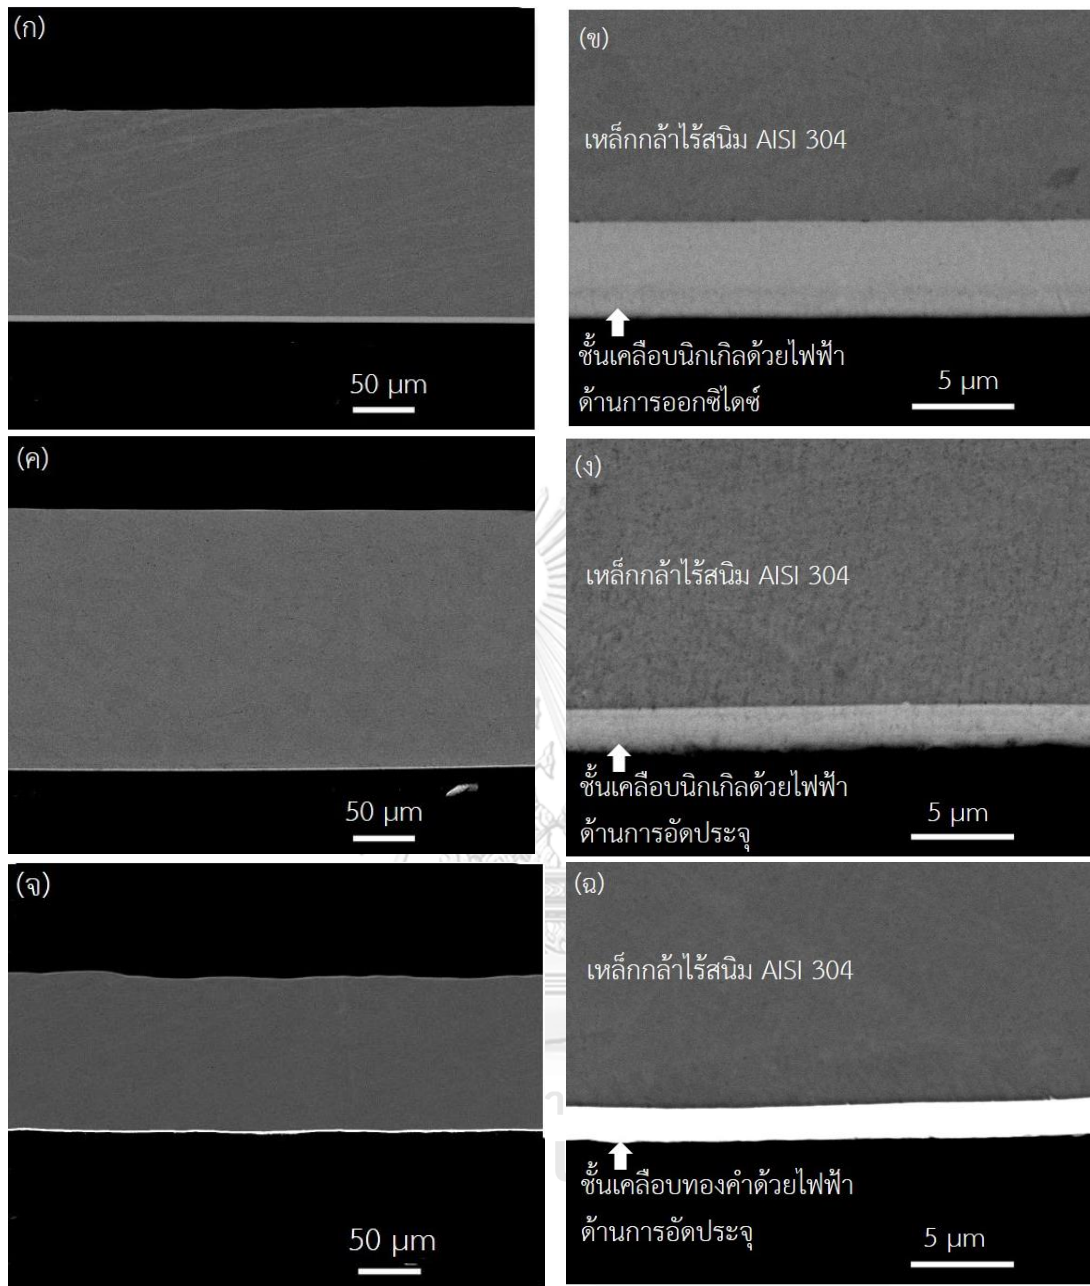 (ก)
50 µm
(ข)
เหล็กกล้าไร้สนิม AISI 304
ชั้นเคลือบนิกเกิลด้วยไฟฟ้า
ด้านการออกซิไดซ์
5 µm
(ค)
50 µm
(ง)
เหล็กกล้าไร้สนิม AISI 304
ชั้นเคลือบนิกเกิลด้วยไฟฟ้า
ด้านการอัดประจุ
5 µm
(จ)
50 µm
(ฉ)
เหล็กกล้าไร้สนิม AISI 304
ชั้นเคลือบทองคำด้วยไฟฟ้า
ด้านการอัดประจุ
5 µm